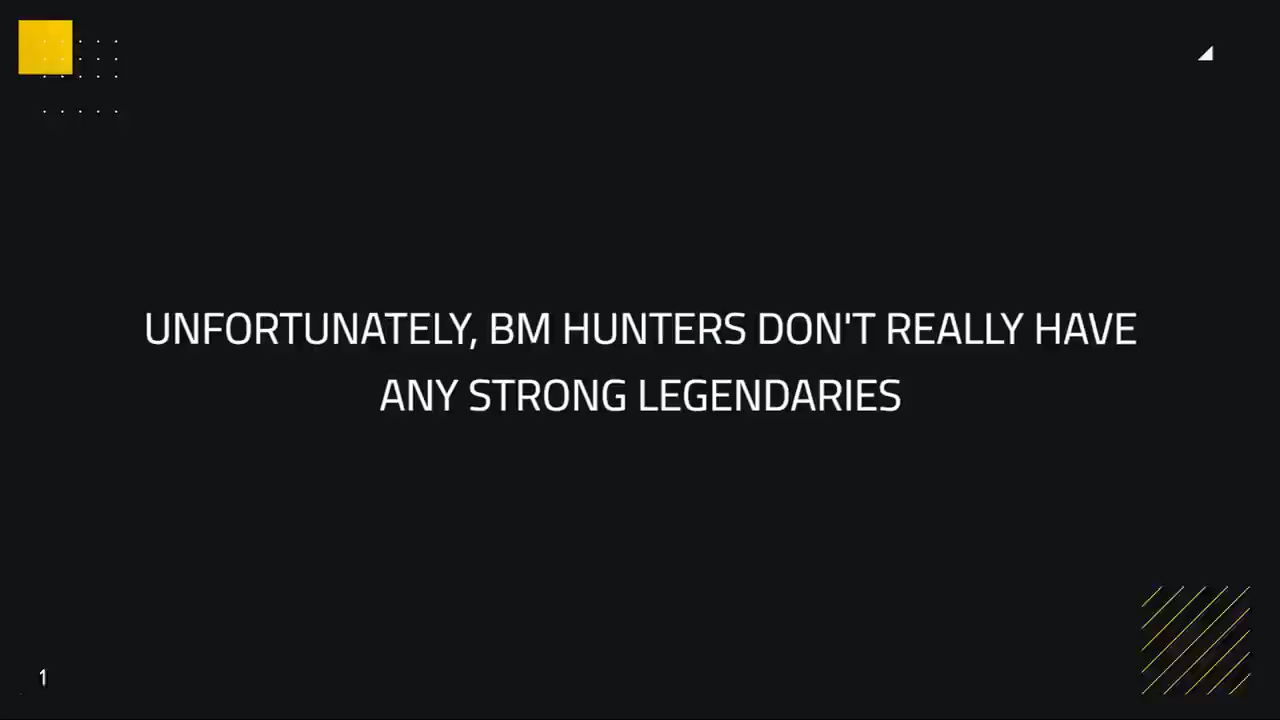 UNFORTUNATELY, BM HUNTERS DON'T REALLY HAVE
ANY STRONG LEGENDARIES
1